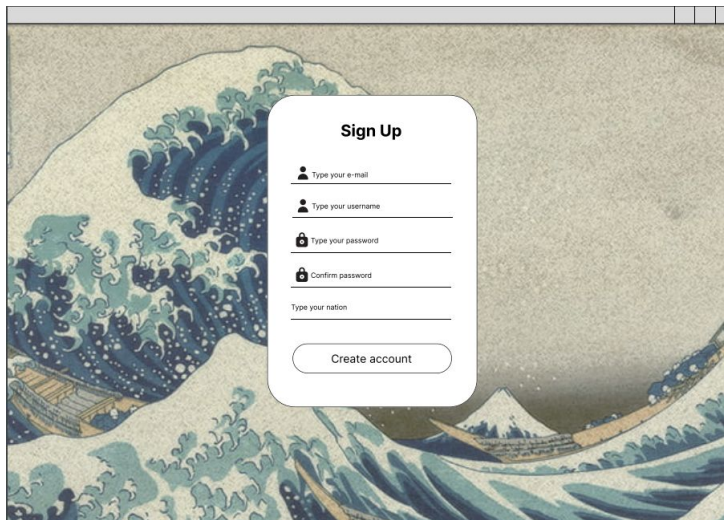 Sign Up
Type your e-mail
Type your username
Type your password
Confirm password
Type your nation
Create account